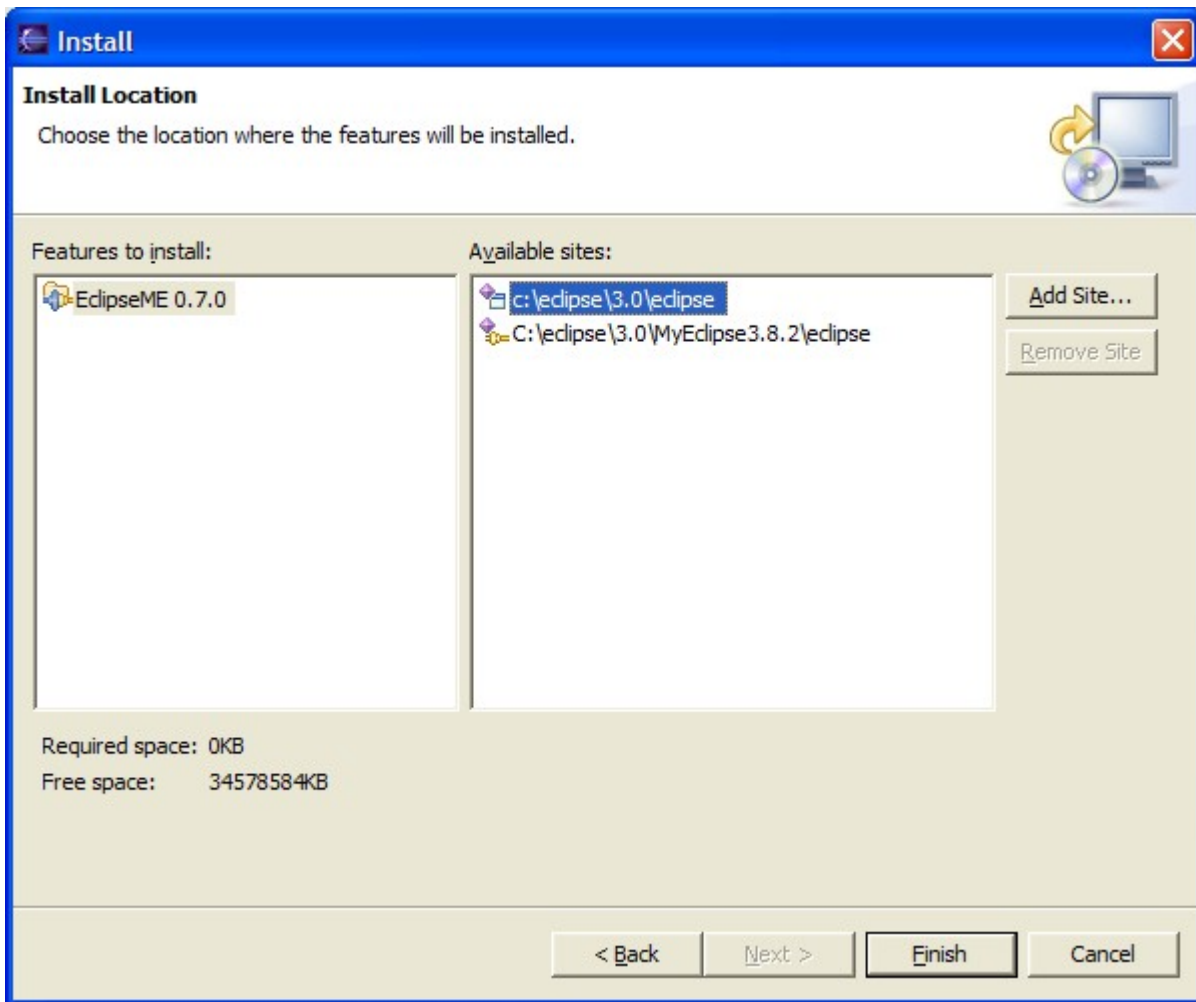 Install
Install Location
Choose the location where the features will be installed.
Features to install:
Available sites:
EclipseME 0.7.0
c:\eclipse\3.0\eclipse
C:\eclipse\3.0\MyEclipse3.8.2\eclipse
Add Site...
Remove Site
Required space: 0KB
Free space: 34578584KB
< Back
Next >
Finish
Cancel